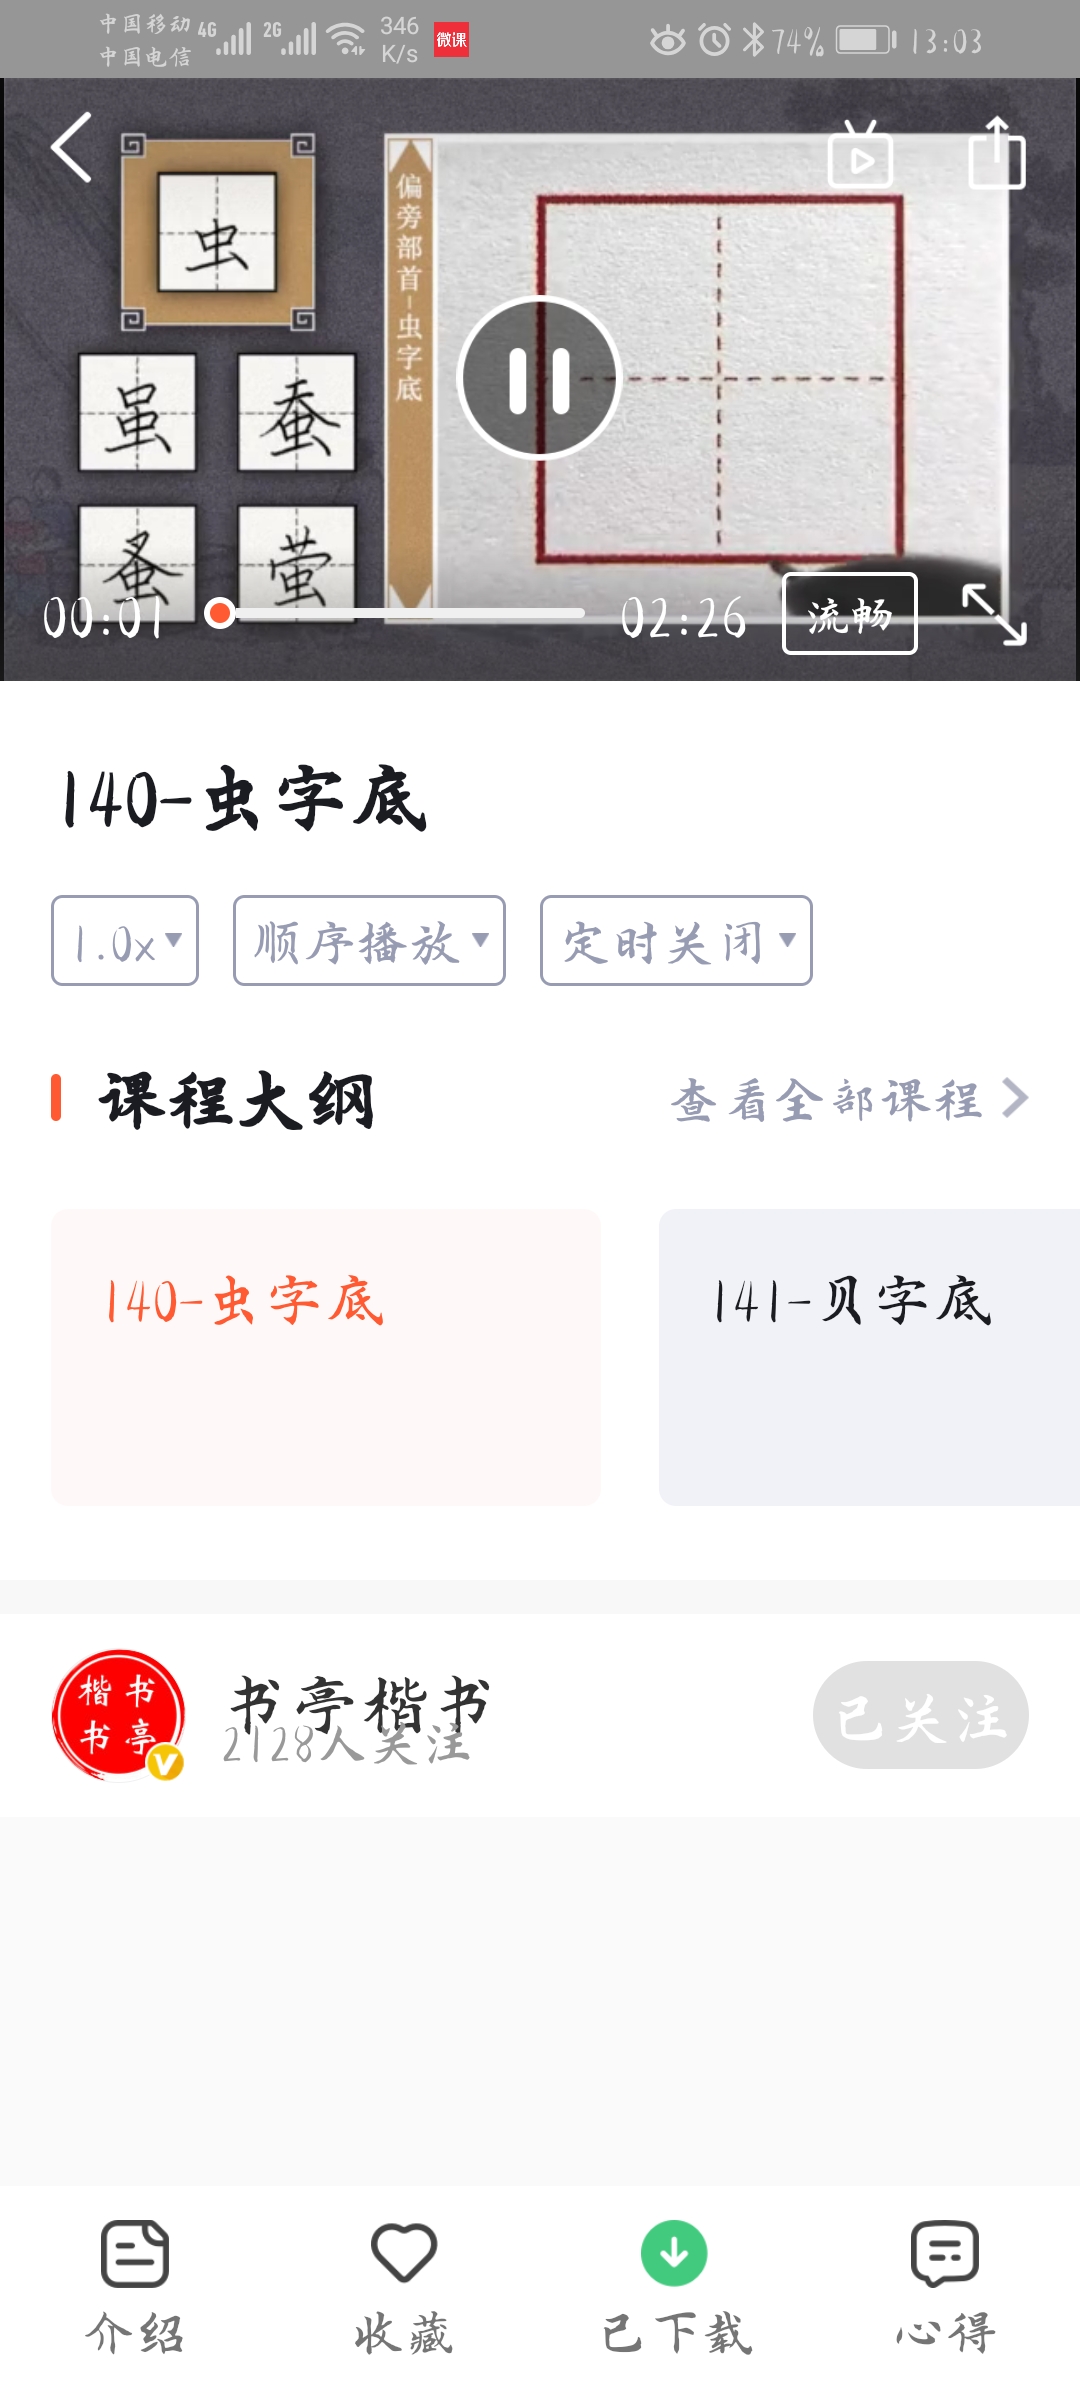 中国移动 4G 2G 346 K/s 微课 74% 13:03
中国电信
虫
虽 蚕
蚤 萤
偏旁部首-虫字底
00:01 02:26 流畅
140-虫字底
1.0x 顺序播放 定时关闭
课程大纲 查看全部课程
140-虫字底 141-贝字底
楷书书亭
书亭楷书
2128人关注
已关注
介绍 收藏 已下载 心得